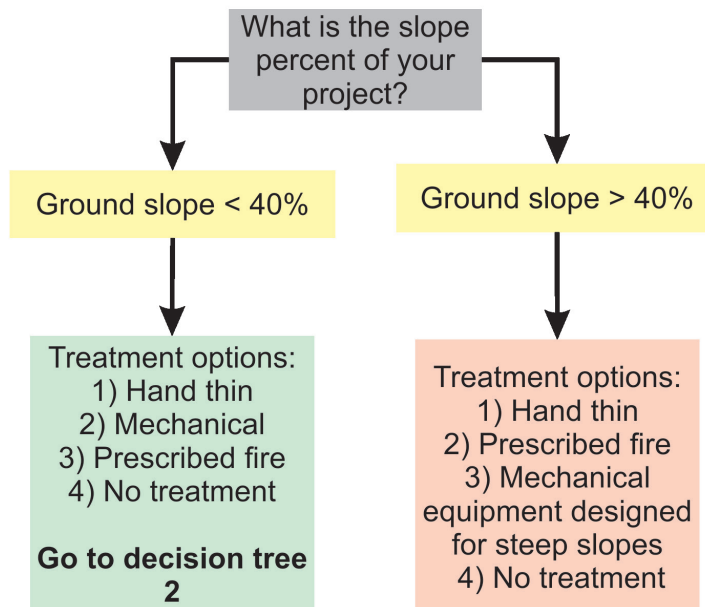 What is the slope
percent of your
project?
Ground slope < 40%
Ground slope > 40%
Treatment options:
1) Hand thin
2) Mechanical
3) Prescribed fire
4) No treatment
Go to decision tree
2
Treatment options:
1) Hand thin
2) Prescribed fire
3) Mechanical
equipment designed
for steep slopes
4) No treatment